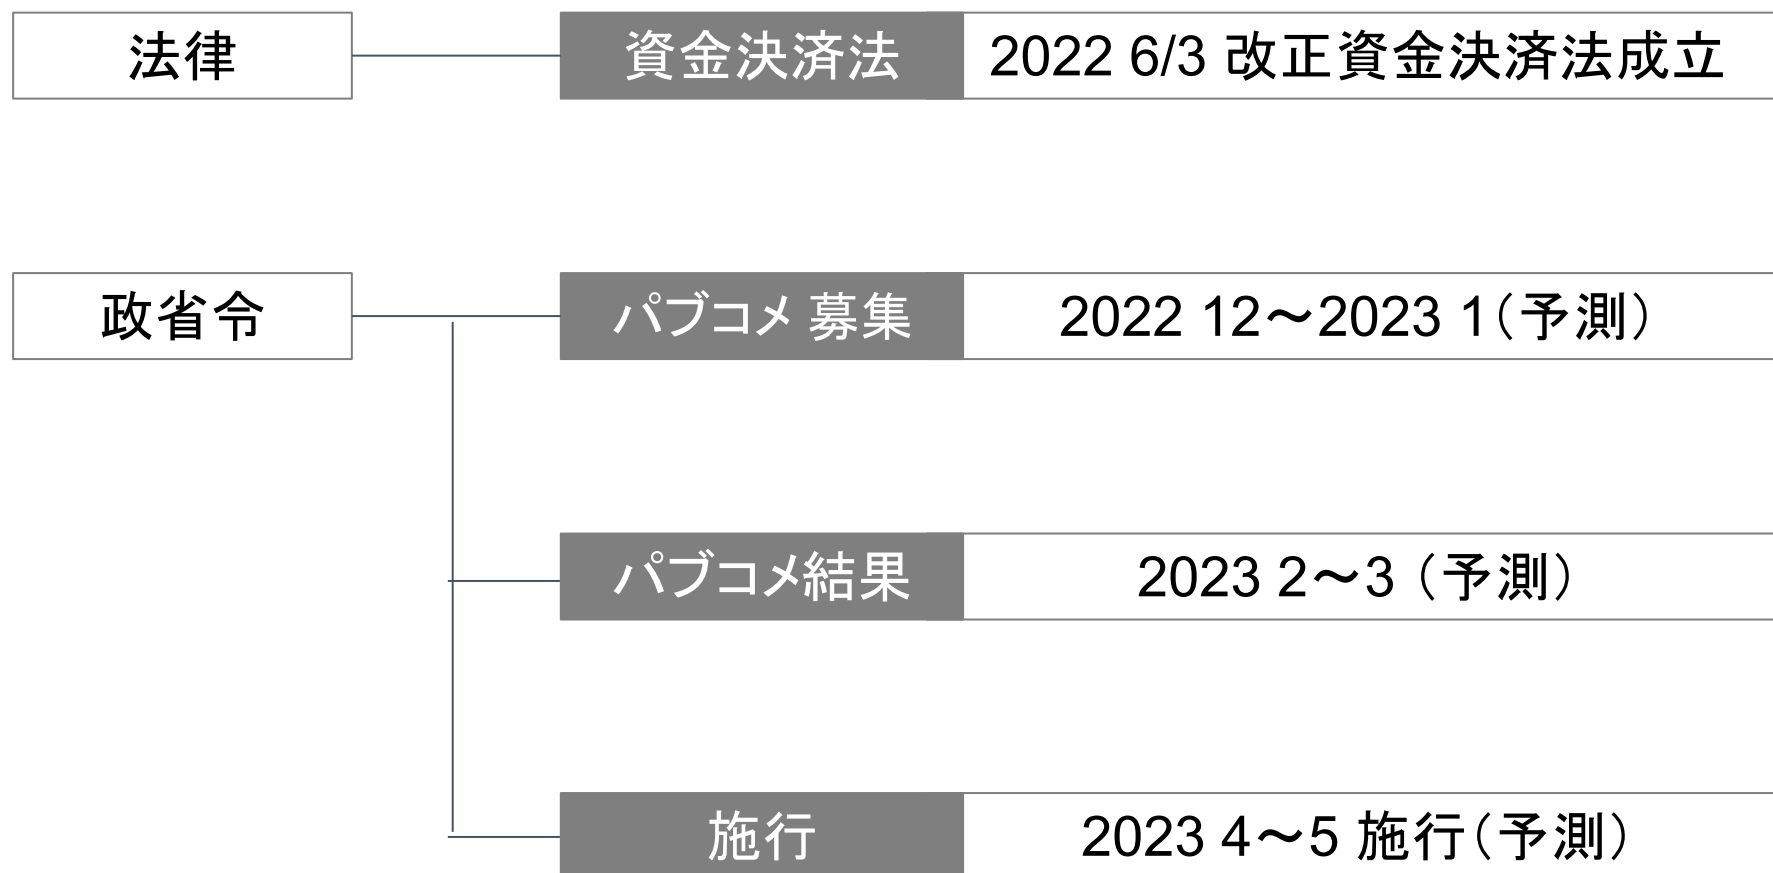 法律
資金決済法
2022 6/3 改正資金決済法成立
政省令
パブコメ 募集
2022 12～2023 1（予測）
パブコメ結果
2023 2～3 （予測）
施行
2023 4～5 施行（予測）